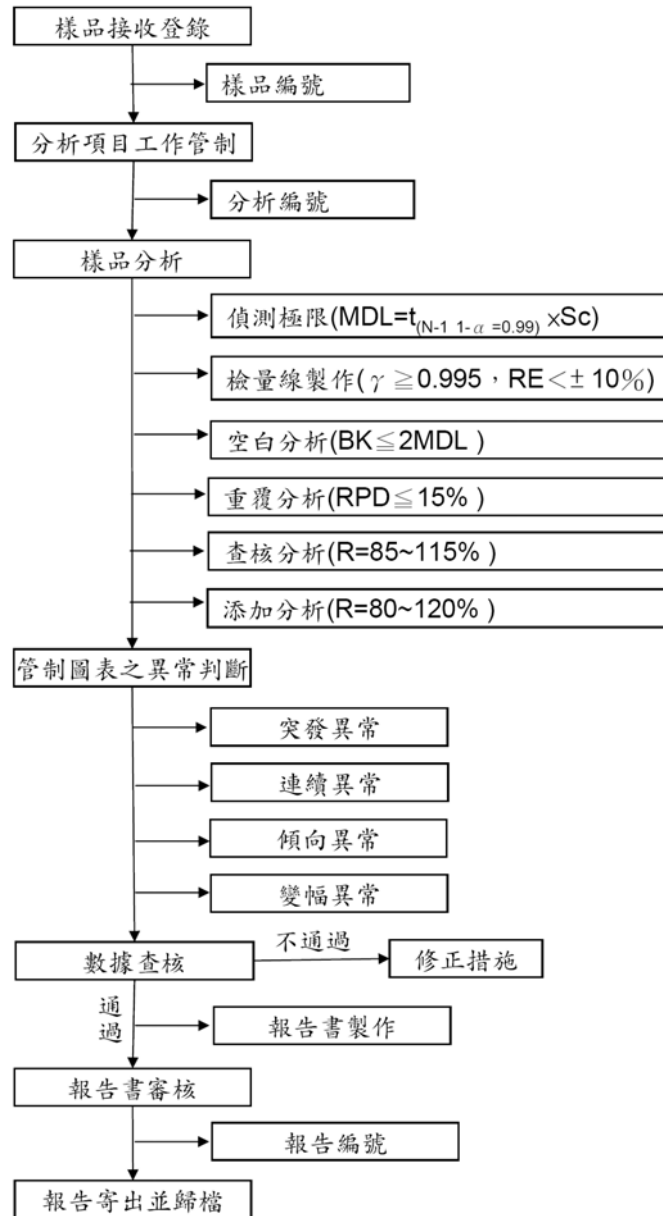 樣品接收登錄
樣品編號
分析項目工作管制
分析編號
樣品分析
偵測極限(MDL=t(N-1 1-α =0.99) ×Sc)
檢量線製作(γ≧0.995，RE<± 10%)
空白分析(BK≦2MDL )
重覆分析(RPD≦15% )
查核分析(R=85~115% )
添加分析(R=80~120% )
管制圖表之異常判斷
突發異常
連續異常
傾向異常
變幅異常
數據查核
不通過
修正措施
通過
報告書製作
報告書審核
報告編號
報告寄出並歸檔